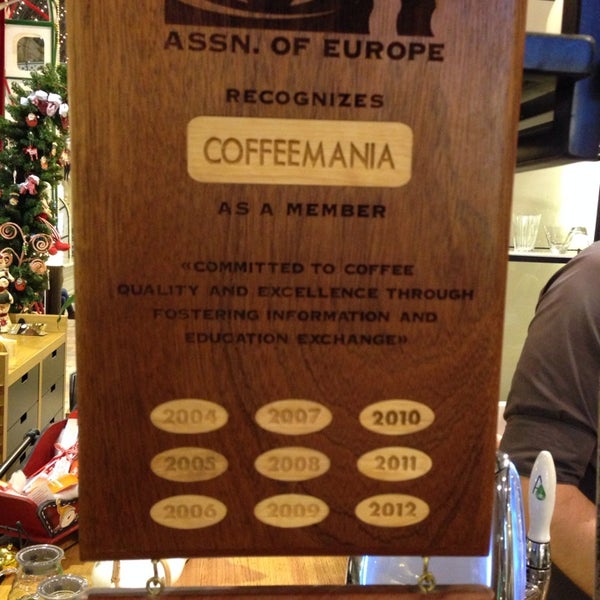 ASSN. OF EUROPE
RECOGNIZES
COFFEEMANIA
AS A MEMBER
«COMMITTED TO COFFEE
QUALITY AND EXCELLENCE THROUGH
FOSTERING INFORMATION AND
EDUCATION EXCHANGE»
2004 2007 2010
2005 2008 2011
2006 2009 2012